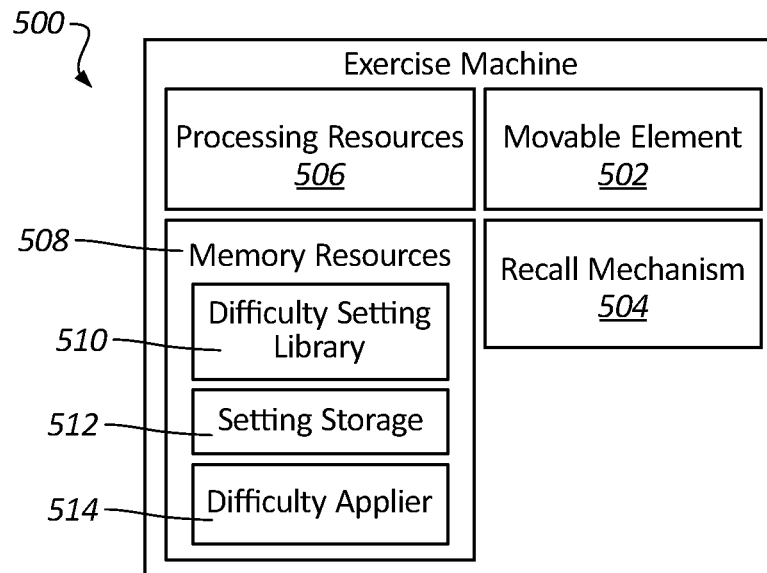 500
Exercise Machine
Processing Resources
506
Movable Element
502
508
Memory Resources
Recall Mechanism
504
510
Difficulty Setting
Library
512
Setting Storage
514
Difficulty Applier